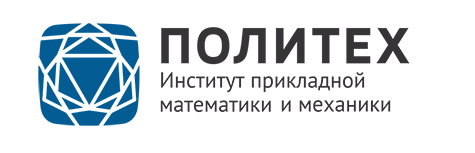 ПОЛИТЕХ
Институт прикладной
математики и механики